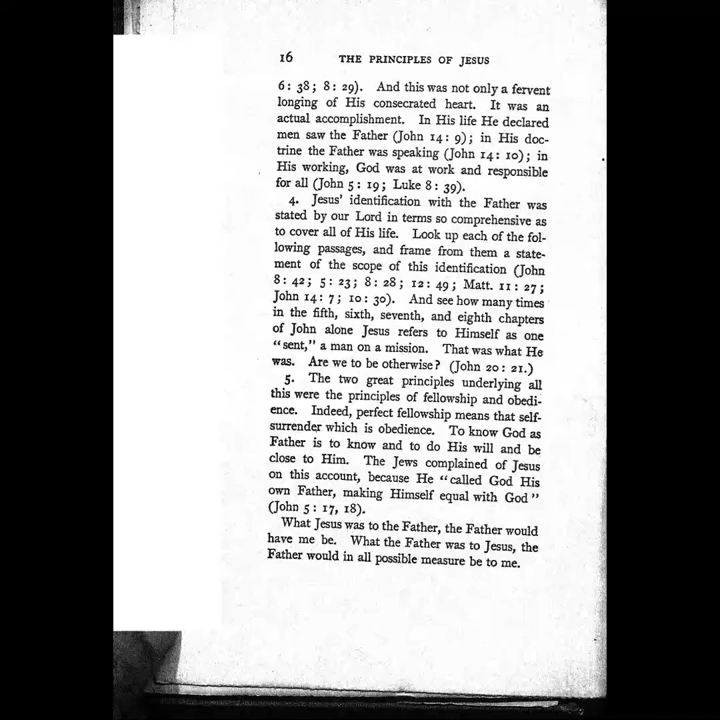 16 THE PRINCIPLES OF JESUS
6: 38; 8: 29). And this was not only a fervent
longing of His consecrated heart. It was an
actual accomplishment. In His life He declared
men saw the Father (John 14: 9); in His doc-
trine the Father was speaking (John 14: 10); in
His working, God was at work and responsible
for all (John 5: 19; Luke 8: 39).
4. Jesus' identification with the Father was
stated by our Lord in terms so comprehensive as
to cover all of His life. Look up each of the fol-
lowing passages, and frame from them a state-
ment of the scope of this identification (John
8: 42; 5: 23; 8: 28; 12: 49; Matt. 11: 27;
John 14: 7; 10: 30). And see how many times
in the fifth, sixth, seventh, and eighth chapters
of John alone Jesus refers to Himself as one
"sent," a man on a mission. That was what He
was. Are we to be otherwise? (John 20: 21.)
5. The two great principles underlying all
this were the principles of fellowship and obedi-
ence. Indeed, perfect fellowship means that self-
surrender which is obedience. To know God as
Father is to know and to do His will and be
close to Him. The Jews complained of Jesus
on this account, because He "called God His
own Father, making Himself equal with God"
(John 5: 17, 18).
What Jesus was to the Father, the Father would
have me be. What the Father was to Jesus, the
Father would in all possible measure be to me.